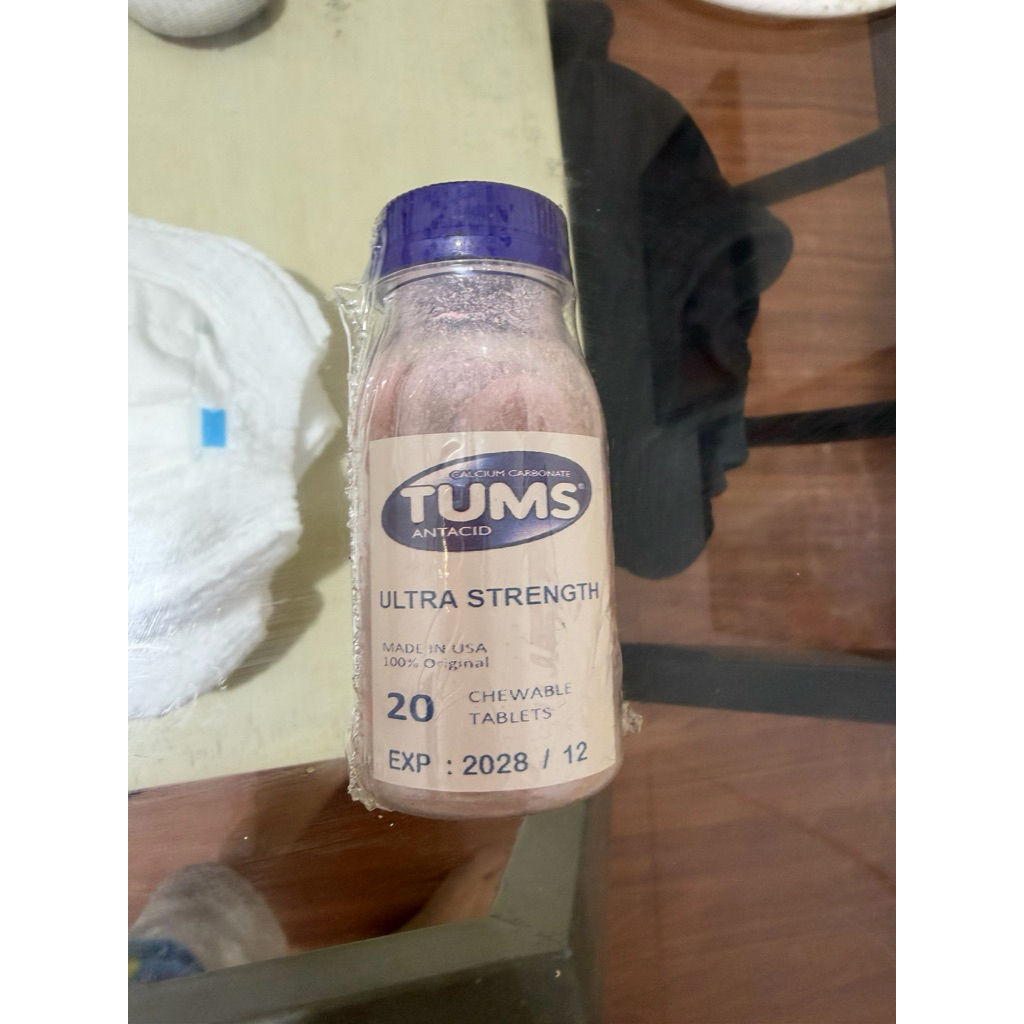 CALCIUM CARBONATE
TUMS®
ANTACID
ULTRA STRENGTH
MADE IN USA
100% Original
20 CHEWABLE
TABLETS
EXP : 2028 / 12